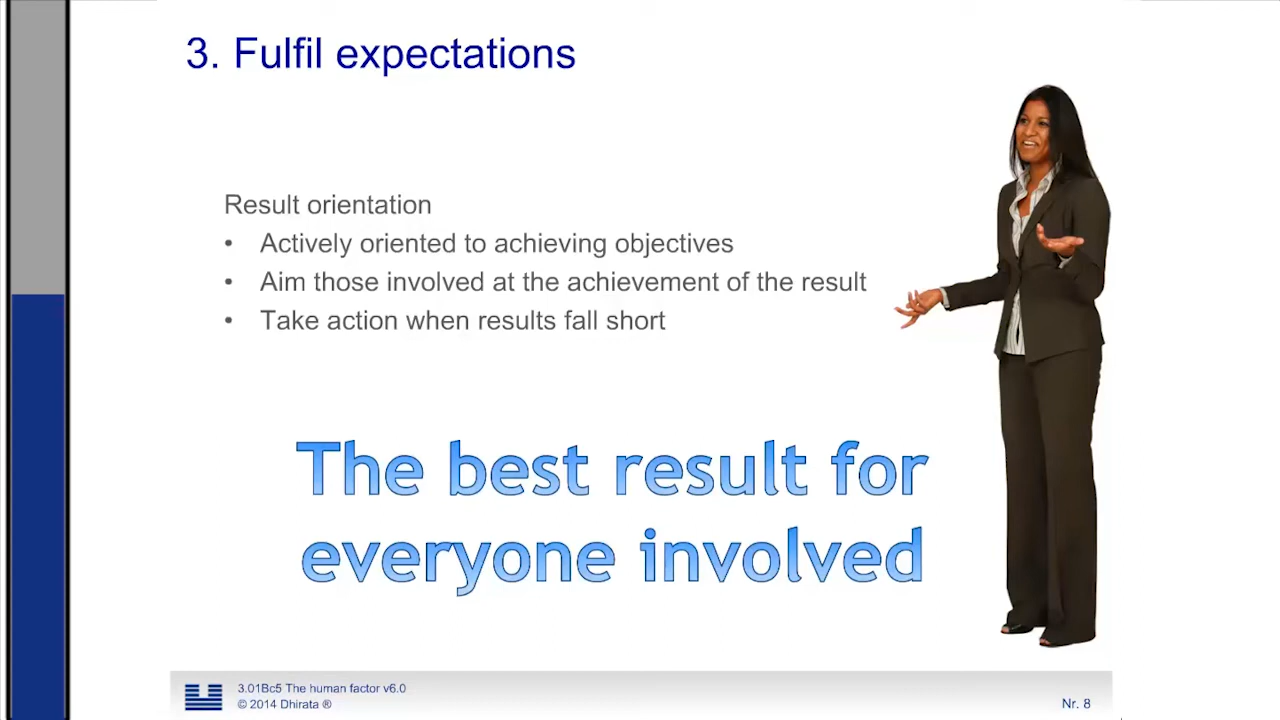 3. Fulfil expectations
Result orientation
• Actively oriented to achieving objectives
• Aim those involved at the achievement of the result
• Take action when results fall short
The best result for
everyone involved
3.01Bc5 The human factor v6.0
© 2014 Dhirata ®
Nr. 8